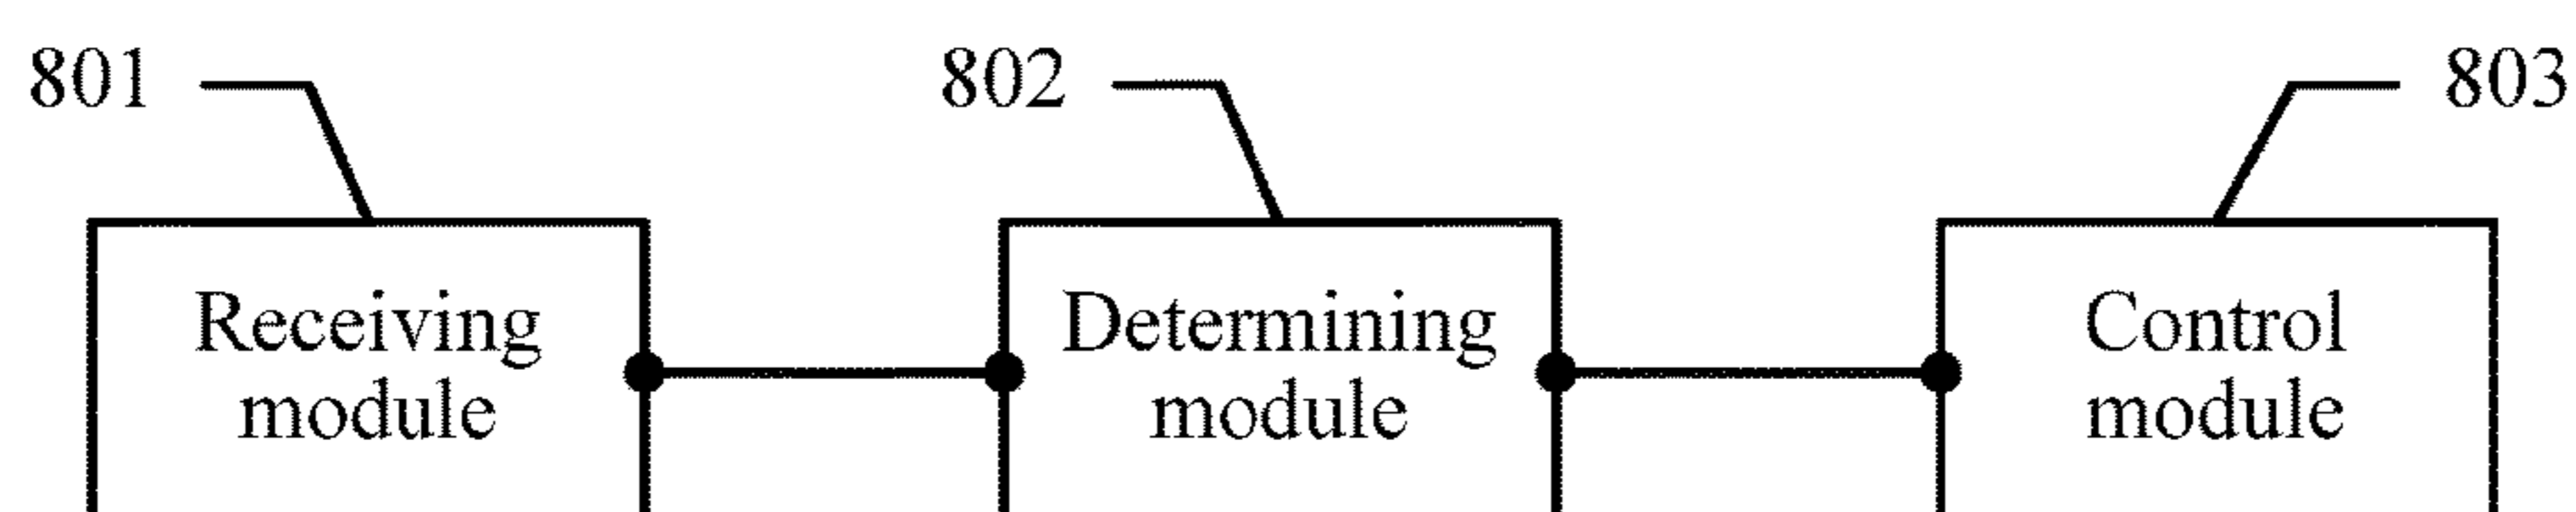 801
802
803
Receiving
module
Determining
module
Control
module